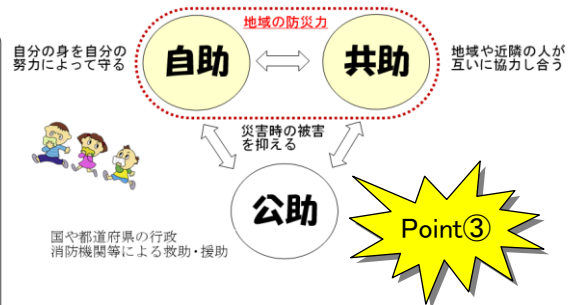 地域の防災力
自分の身を自分の
努力によって守る
自助
共助
地域や近隣の人が
互いに協力し合う
災害時の被害
を抑える
公助
国や都道府県の行政
消防機関等による救助・援助
Point③